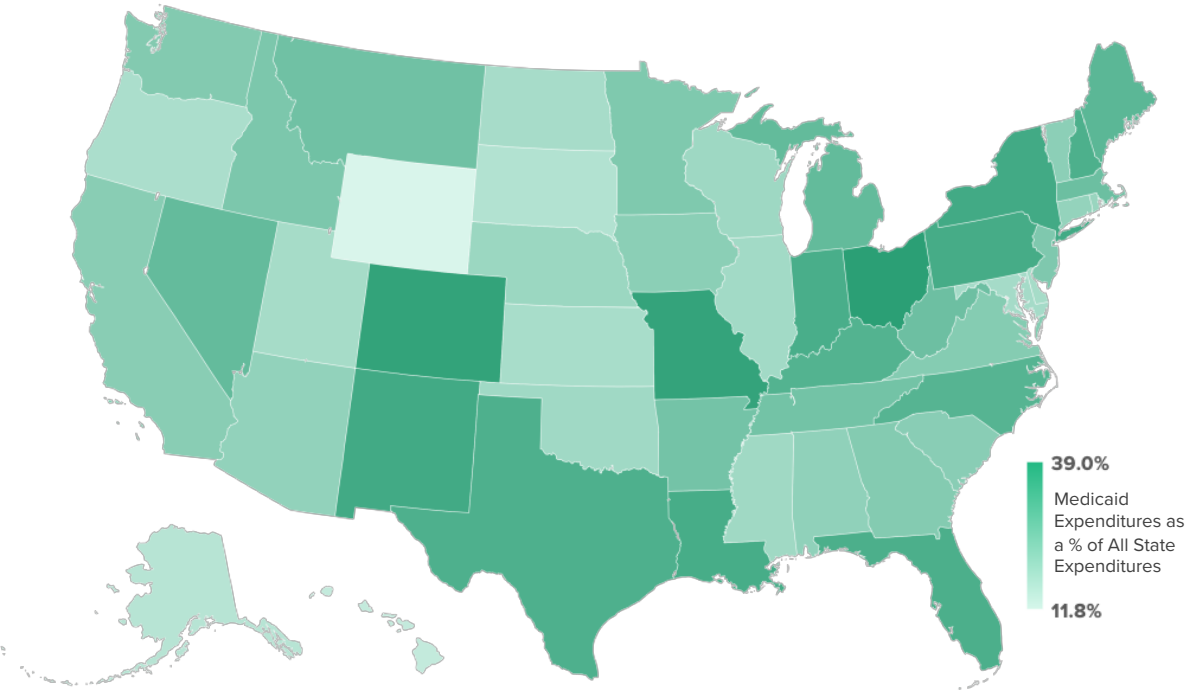 39.0%
Medicaid
Expenditures as
a % of All State
Expenditures
11.8%